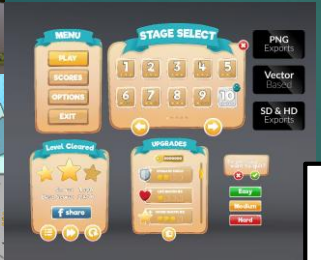 MENU
PLAY
SCORES
OPTIONS
EXIT
STAGE SELECT
1 2 3 4 5
6 7 8 9 10
PNG
Exports
Vector
Based
SD & HD
Exports
Level Cleared
f share
UPGRADES
Easy
Medium
Hard